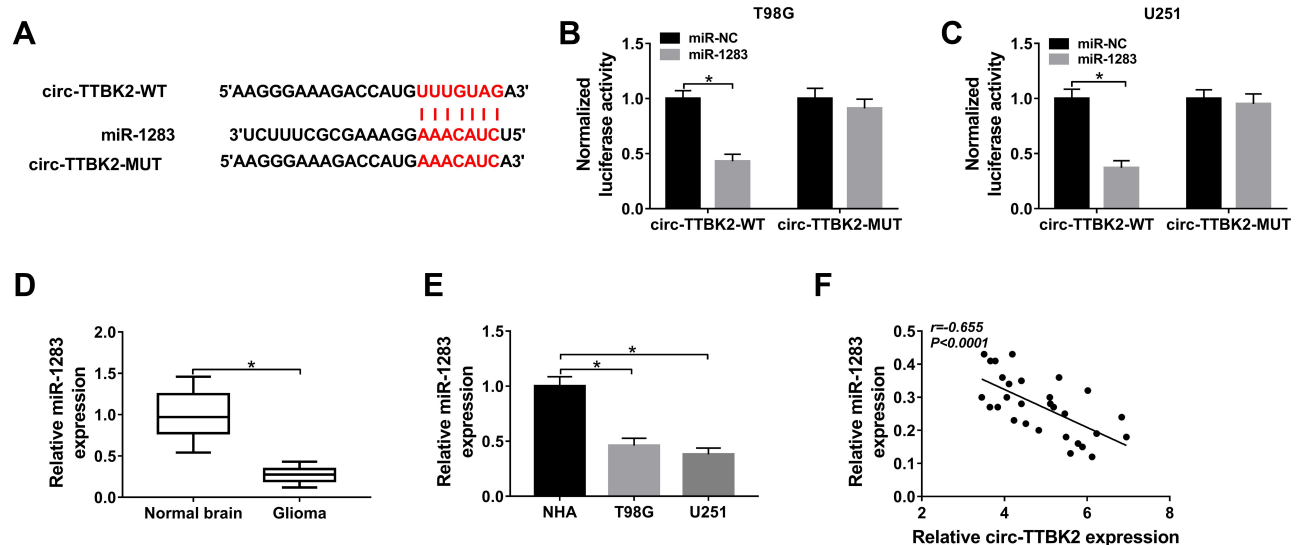 A
circ-TTBK2-WT 5'AAGGGAAAGACCAUGUUUGUAGA3'
miR-1283 3'UCUUUCGCGAAAGGAAACAUCU5'
circ-TTBK2-MUT 5'AAGGGAAAGACCAUGAAACAUCA3'
B
T98G
miR-NC
miR-1283
Normalized
luciferase activity
1.5
1.0
0.5
0.0
*
circ-TTBK2-WT circ-TTBK2-MUT
C
U251
miR-NC
miR-1283
Normalized
luciferase activity
1.5
1.0
0.5
0.0
*
circ-TTBK2-WT circ-TTBK2-MUT
D
Relative miR-1283
expression
2.0
1.5
1.0
0.5
0.0
*
Normal brain Glioma
E
Relative miR-1283
expression
1.5
1.0
0.5
0.0
*
*
NHA T98G U251
F
Relative miR-1283
expression
r=-0.655
P<0.0001
0.5
0.4
0.3
0.2
0.1
0.0
2 4 6 8
Relative circ-TTBK2 expression